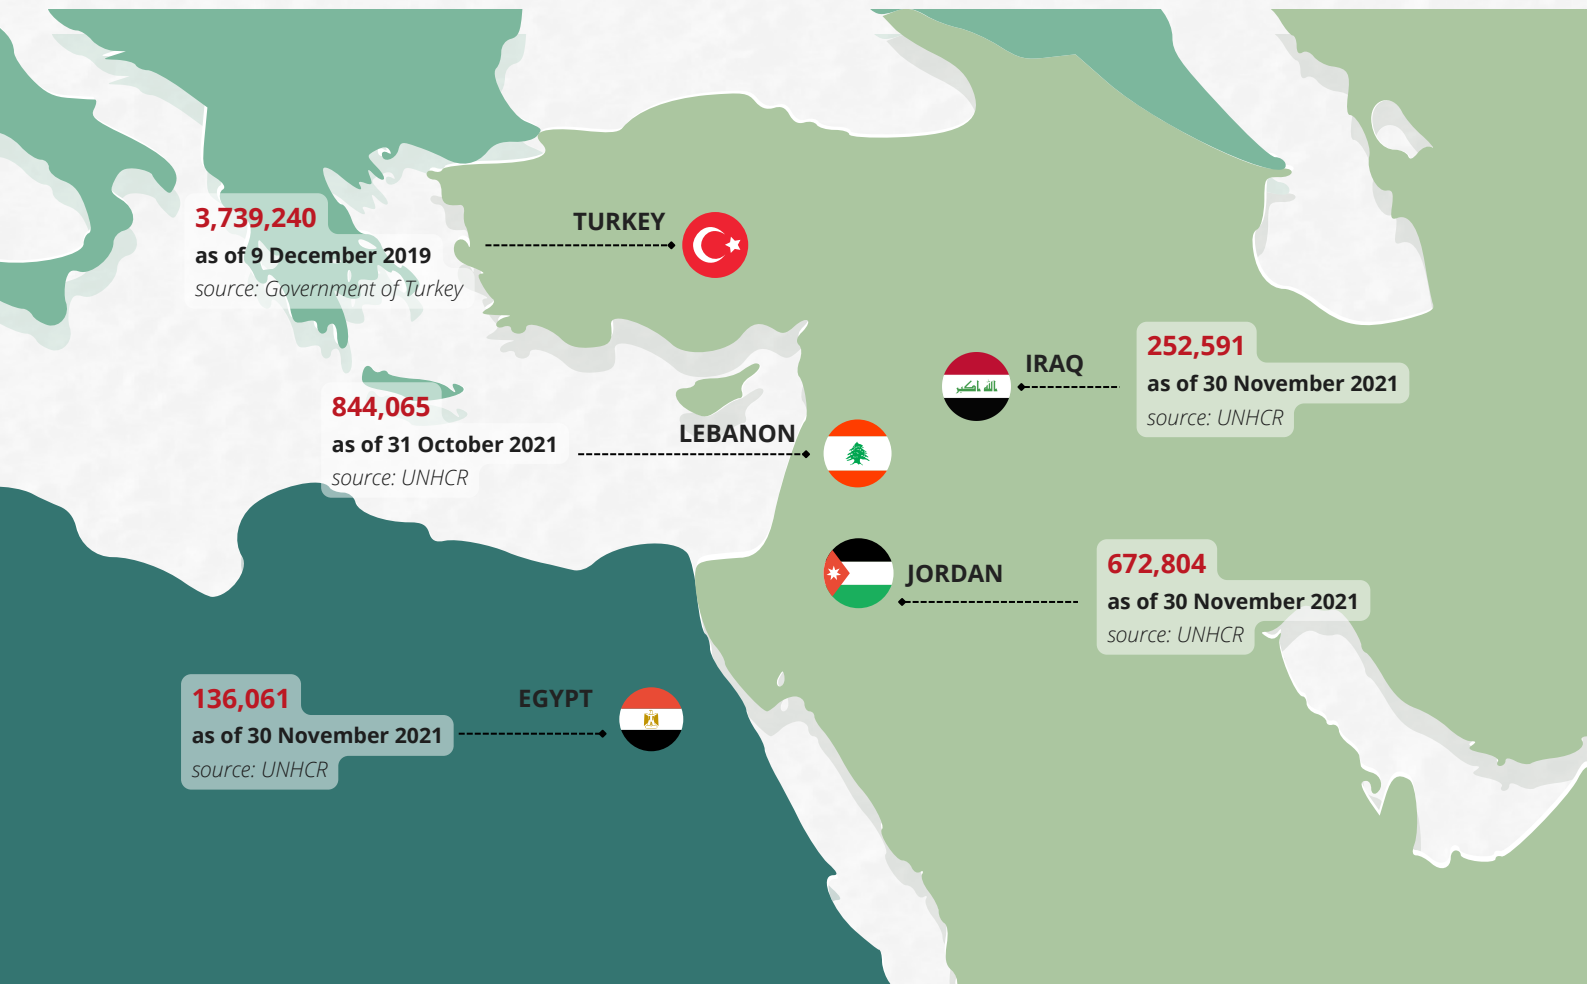 3,739,240
as of 9 December 2019
source: Government of Turkey
TURKEY
252,591
as of 30 November 2021
source: UNHCR
IRAQ
الله اكبر
844,065
as of 31 October 2021
source: UNHCR
LEBANON
672,804
as of 30 November 2021
source: UNHCR
JORDAN
136,061
as of 30 November 2021
source: UNHCR
EGYPT